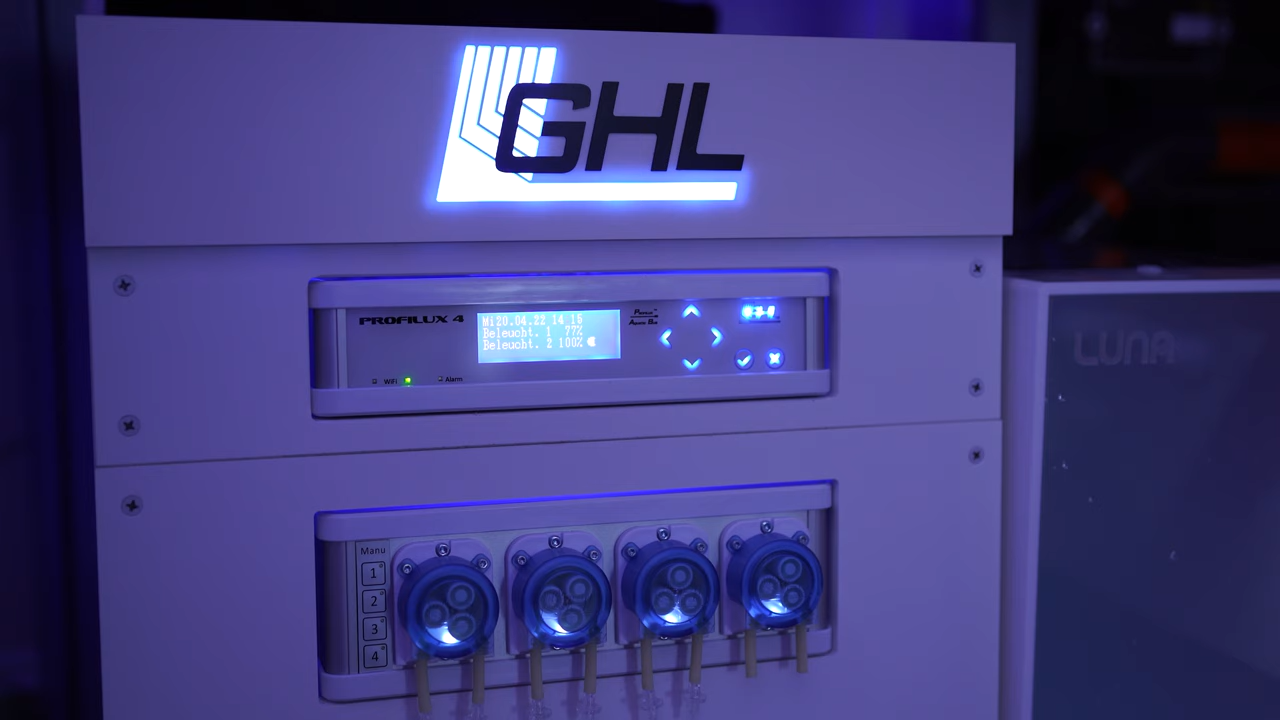 GHL
PROFILUX 4
Mi20.04.22 14 15
Beleucht. 1 77%
Beleucht. 2 100%
WiFi
Alarm
LUNA
Manu
1
2
3
4